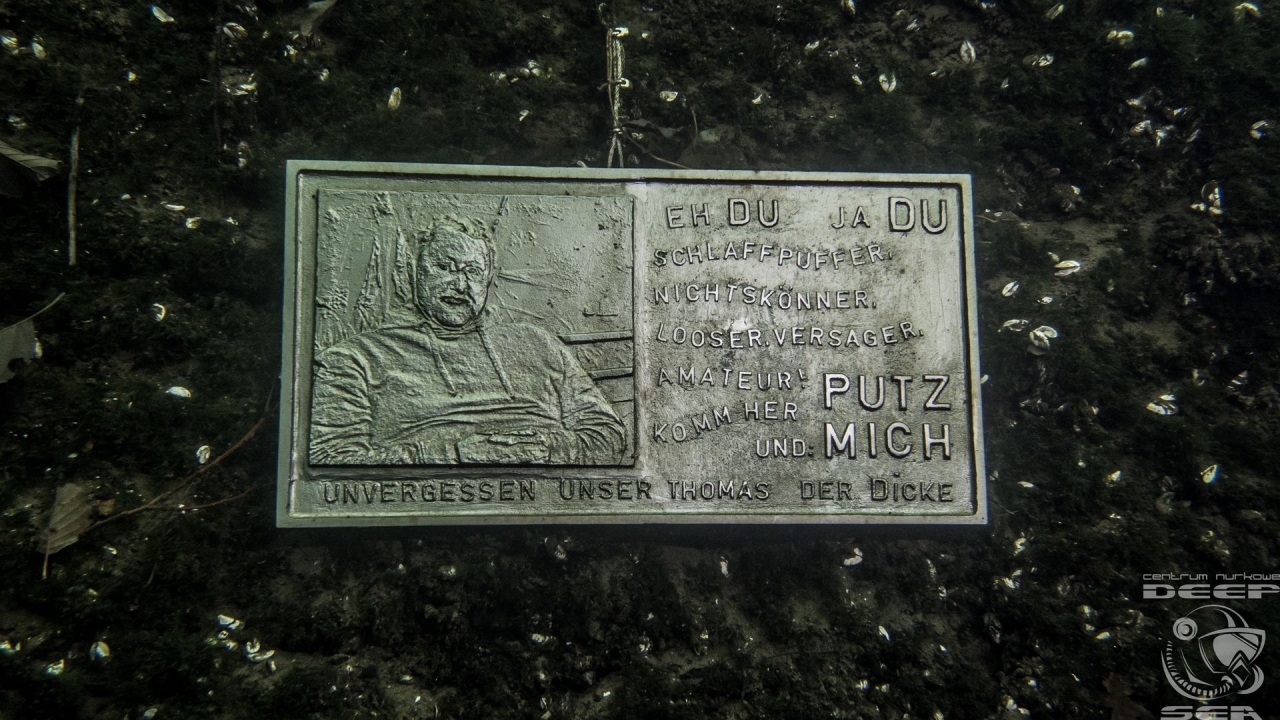 EH DU JA DU
SCHLAFFPUFFER.
NICHTSKÖNNER.
LOOSER.VERSAGER.
AMATEUR!
KOMM HER
UND: PUTZ
MICH
UNVERGESSEN UNSER THOMAS DER DiCKE
centrum nurkowe
DEEP
SEA